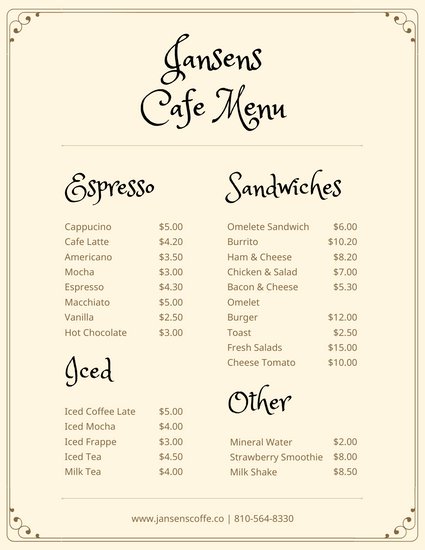 Jansens
Cafe Menu
Espresso
Cappucino $5.00
Cafe Latte $4.20
Americano $3.50
Mocha $3.00
Espresso $4.30
Macchiato $5.00
Vanilla $2.50
Hot Chocolate $3.00
Iced
Iced Coffee Late $5.00
Iced Mocha $4.00
Iced Frappe $3.00
Iced Tea $4.50
Milk Tea $4.00
Sandwiches
Omelete Sandwich $6.00
Burrito $10.20
Ham & Cheese $8.20
Chicken & Salad $7.00
Bacon & Cheese $5.30
Omelet
Burger $12.00
Toast $2.50
Fresh Salads $15.00
Cheese Tomato $10.00
Other
Mineral Water $2.00
Strawberry Smoothie $8.00
Milk Shake $8.50
www.jansenscoffe.co | 810-564-8330